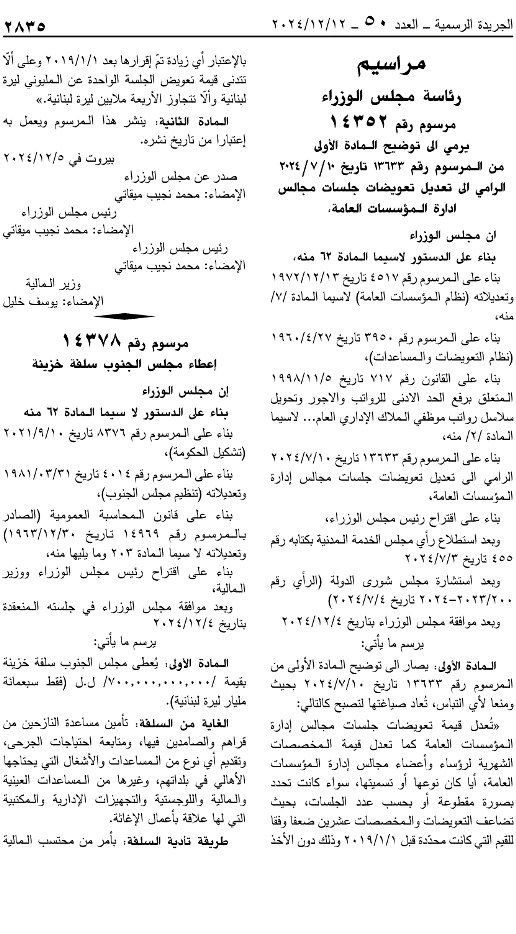 الجريدة الرسمية ـ العدد ٥٠ ـ ٢٠٢٤/١٢/١٢
٢٨٣٥
مراسيم
رئاسة مجلس الوزراء
مرسوم رقم ١٤٣٥٢
يرمي الى توضيح المادة الأولى
من المرسوم رقم ١٣٦٣٣ تاريخ ٢٠٢٤/٧/١٠
الرامي الى تعديل تعويضات جلسات مجالس
ادارة المؤسسات العامة.
ان مجلس الوزراء
بناء على الدستور لاسيما المادة ٦٢ منه،
بناء على المرسوم رقم ٤٥١٧ تاريخ ١٩٧٢/١٢/١٣
وتعديلاته (نظام المؤسسات العامة) لاسيما المادة /٧/
منه،
بناء على المرسوم رقم ٣٩٥٠ تاريخ ١٩٦٠/٤/٢٧
(نظام التعويضات والمساعدات)،
بناء على القانون رقم ٧١٧ تاريخ ١٩٩٨/١١/٥
المتعلق برفع الحد الادنى للرواتب والاجور وتحويل
سلاسل رواتب موظفي الملاك الإداري العام... لاسيما
المادة /٢/ منه،
بناء على المرسوم رقم ١٣٦٣٣ تاريخ ٢٠٢٤/٧/١٠
الرامي الى تعديل تعويضات جلسات مجالس إدارة
المؤسسات العامة،
بناء على اقتراح رئيس مجلس الوزراء،
وبعد استطلاع رأي مجلس الخدمة المدنية بكتابه رقم
٤٥٥ تاريخ ٢٠٢٤/٧/٣
وبعد استشارة مجلس شورى الدولة (الرأي رقم
٢٠٢٣/٢٠٠-٢٠٢٤ تاريخ ٢٠٢٤/٧/٤)
وبعد موافقة مجلس الوزراء بتاريخ ٢٠٢٤/١٢/٤
يرسم ما يأتي:
المادة الأولى: يصار الى توضيح المادة الأولى من
المرسوم رقم ١٣٦٣٣ تاريخ ٢٠٢٤/٧/١٠ بحيث
ومنعا لأي التباس، تُعاد صياغتها لتصبح كالتالي:
«تُعدل قيمة تعويضات جلسات مجالس إدارة
المؤسسات العامة كما تعدل قيمة المخصصات
الشهرية لرؤساء وأعضاء مجالس إدارة المؤسسات
العامة، أيا كان نوعها أو تسميتها، سواء كانت تحدد
بصورة مقطوعة أو بحسب عدد الجلسات، بحيث
تضاعف التعويضات والمخصصات عشرين ضعفا وفقا
للقيم التي كانت محدّدة قبل ٢٠١٩/١/١ وذلك دون الأخذ
بالإعتبار أي زيادة تمّ إقرارها بعد ٢٠١٩/١/١ وعلى ألّا
تتدنى قيمة تعويض الجلسة الواحدة عن المليوني ليرة
لبنانية وألّا تتجاوز الأربعة ملايين ليرة لبنانية.»
المادة الثانية: ينشر هذا المرسوم ويعمل به
إعتبارا من تاريخ نشره.
بيروت في ٢٠٢٤/١٢/٥
صدر عن مجلس الوزراء
الإمضاء: محمد نجيب ميقاتي
رئيس مجلس الوزراء
الإمضاء: محمد نجيب ميقاتي
رئيس مجلس الوزراء
الإمضاء: محمد نجيب ميقاتي
وزير المالية
الإمضاء: يوسف خليل
مرسوم رقم ١٤٣٧٨
إعطاء مجلس الجنوب سلفة خزينة
إن مجلس الوزراء
بناء على الدستور لا سيما المادة ٦٢ منه
بناء على المرسوم رقم ٨٣٧٦ تاريخ ٢٠٢١/٩/١٠
(تشكيل الحكومة)،
بناء على المرسوم رقم ٤٠١٤ تاريخ ١٩٨١/٠٣/٣١
وتعديلاته (تنظيم مجلس الجنوب)،
بناء على قانون المحاسبة العمومية (الصادر
بالمرسوم رقم ١٤٩٦٩ تاريخ ١٩٦٣/١٢/٣٠)
وتعديلاته لا سيما المادة ٢٠٣ وما يليها منه،
بناء على اقتراح رئيس مجلس الوزراء ووزير
المالية،
وبعد موافقة مجلس الوزراء في جلسته المنعقدة
بتاريخ ٢٠٢٤/١٢/٤
يرسم ما يأتي:
المادة الأولى: يُعطى مجلس الجنوب سلفة خزينة
بقيمة /٧٠٠,٠٠٠,٠٠٠,٠٠٠/ ل.ل (فقط سبعمائة
مليار ليرة لبنانية).
الغاية من السلفة: تأمين مساعدة النازحين من
قراهم والصامدين فيها، ومتابعة احتياجات الجرحى،
وتقديم أي نوع من المساعدات والأشغال التي يحتاجها
الأهالي في بلداتهم، وغيرها من المساعدات العينية
والمالية واللوجستية والتجهيزات الإدارية والمكتبية
التي لها علاقة بأعمال الإغاثة.
طريقة تأدية السلفة: بأمر من محتسب المالية